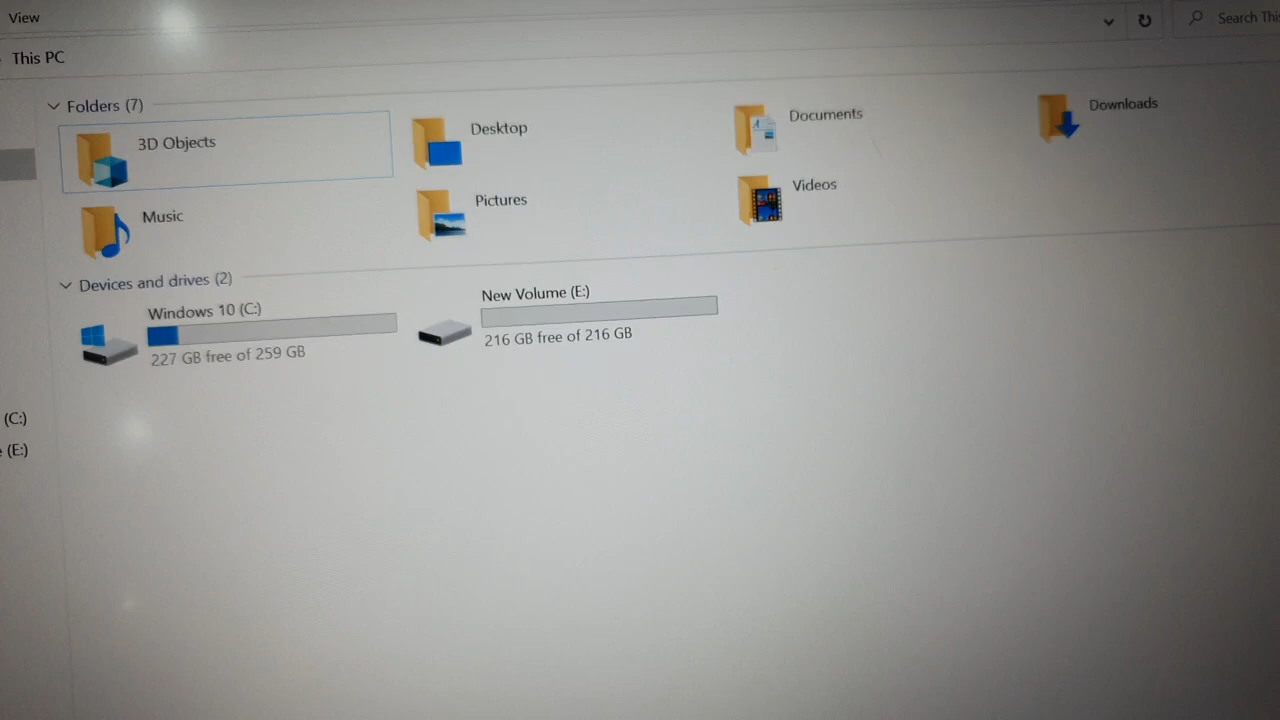 View
This PC
Search
Folders (7)
3D Objects
Desktop
Documents
Downloads
Music
Pictures
Videos
Devices and drives (2)
Windows 10 (C:)
227 GB free of 259 GB
New Volume (E:)
216 GB free of 216 GB
(C:)
(E:)